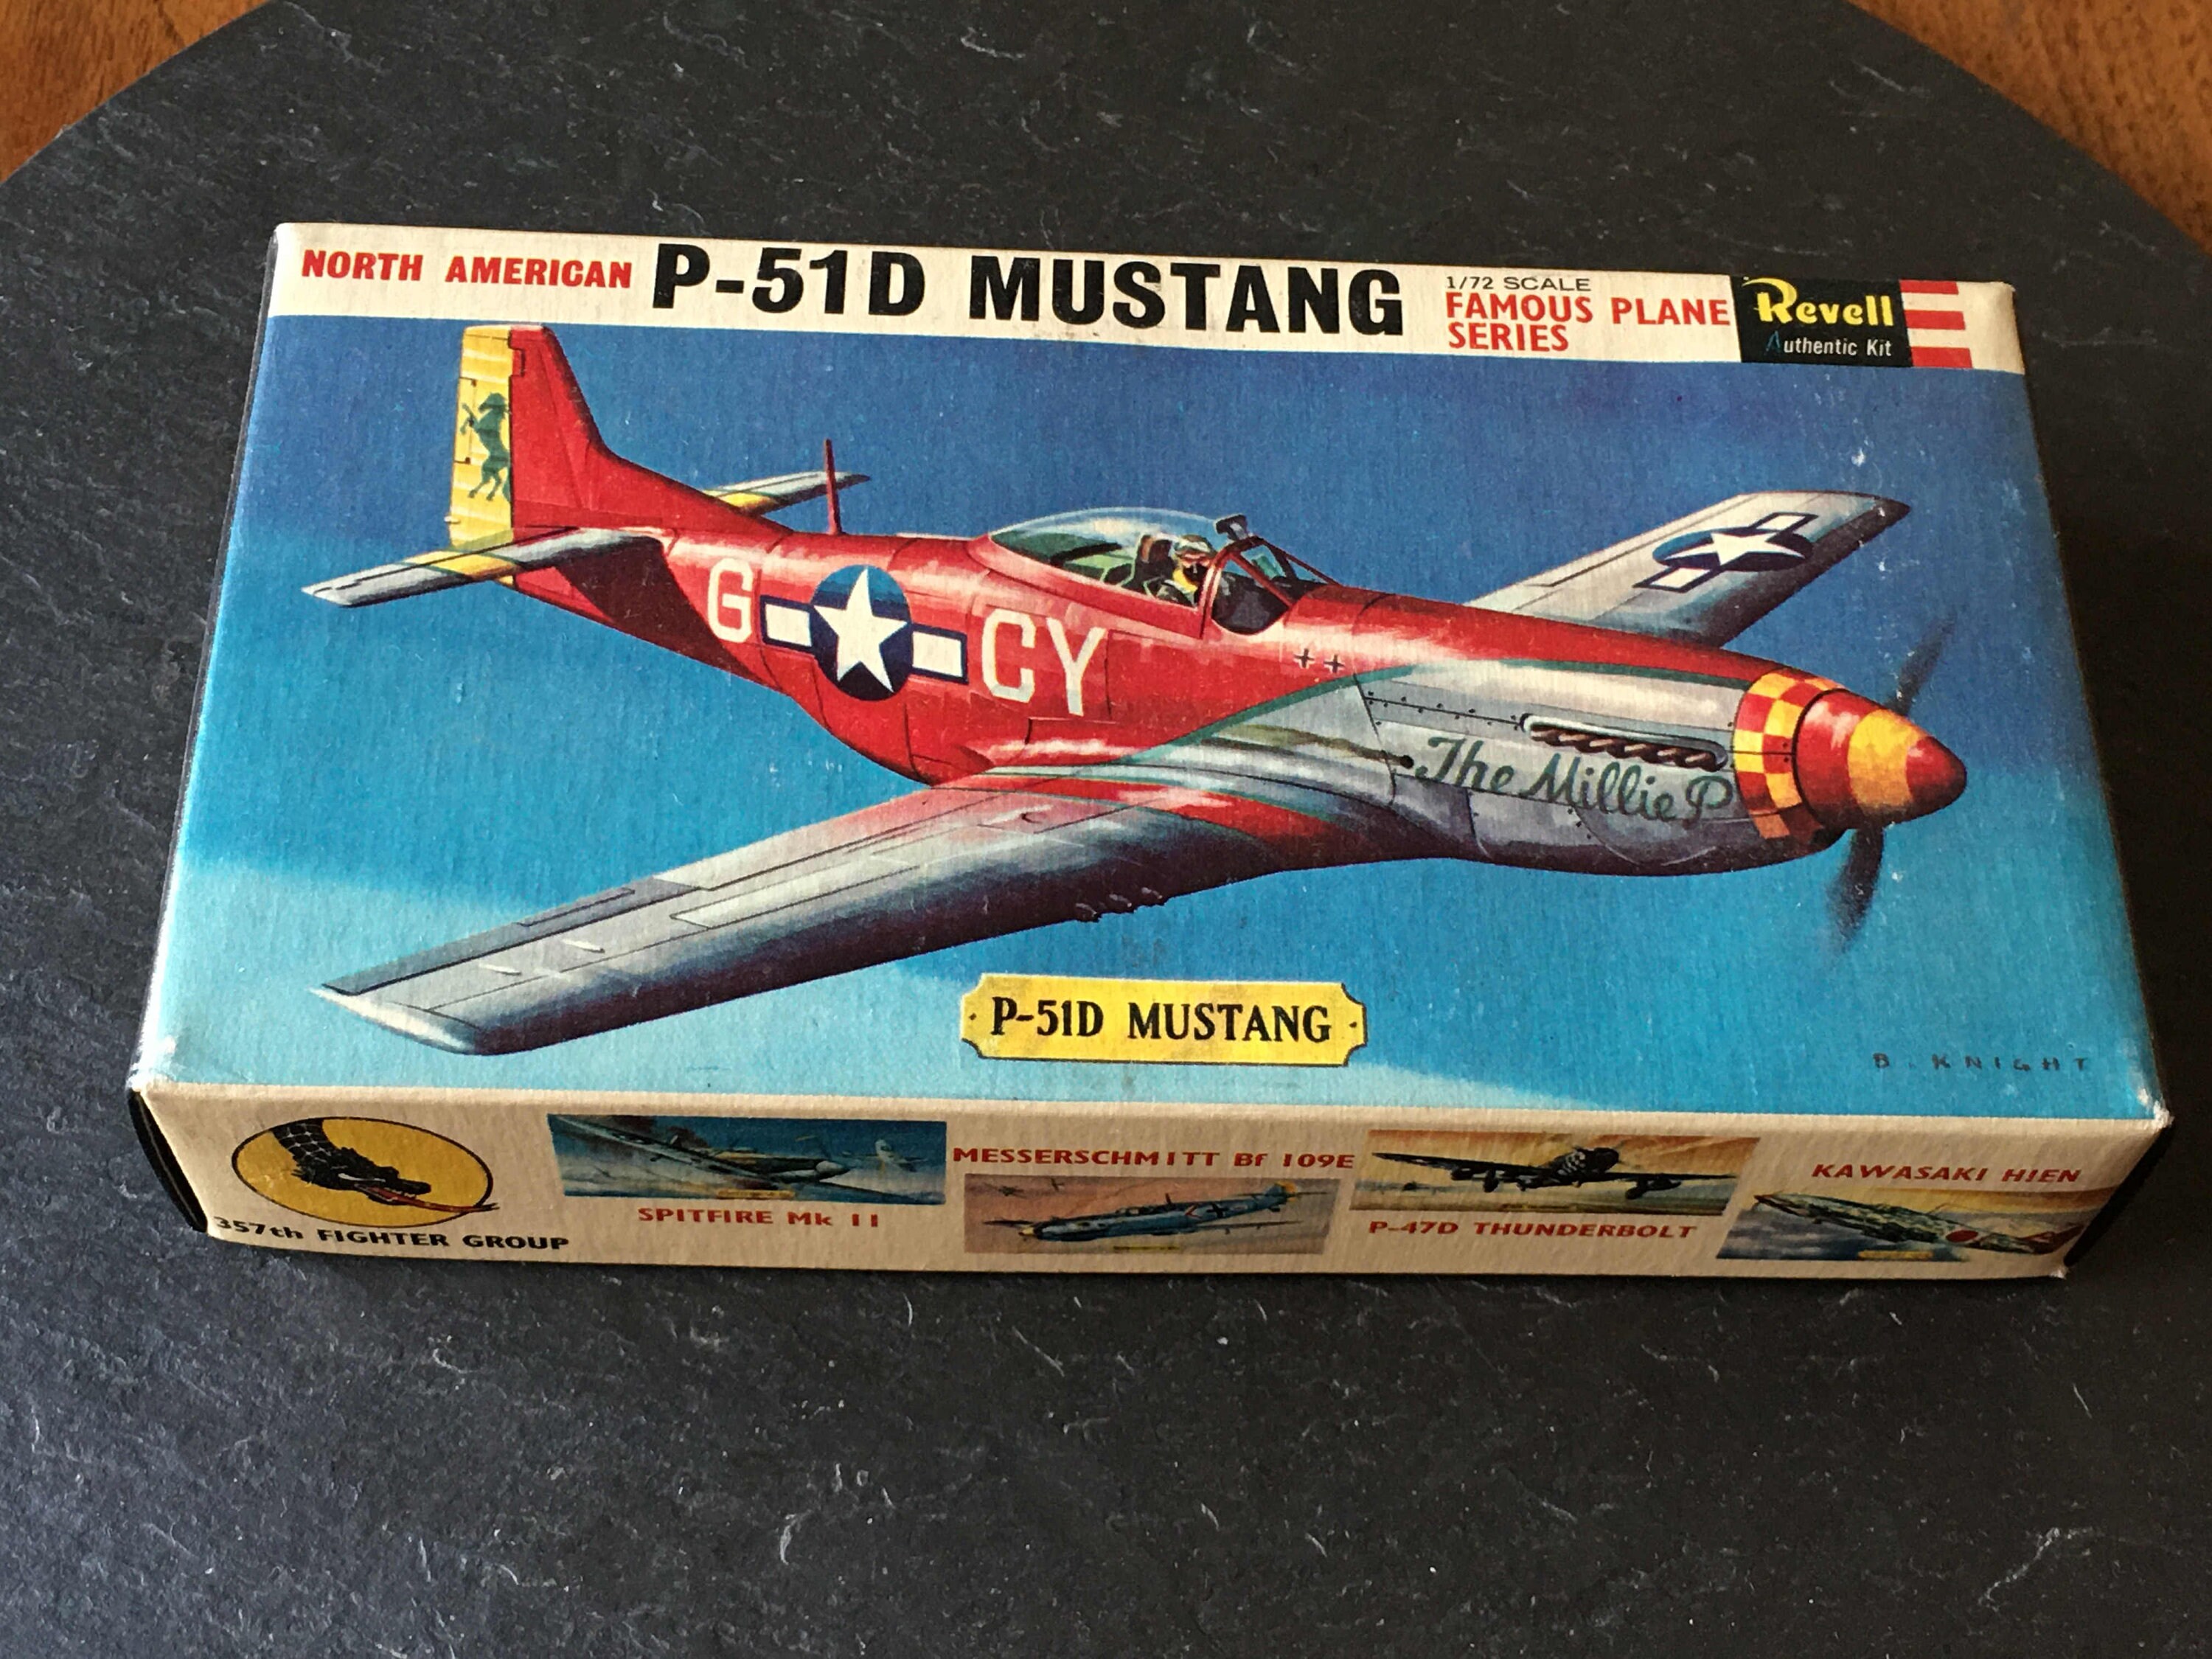 NORTH AMERICAN P-51D MUSTANG
1/72 SCALE
FAMOUS PLANE
SERIES
Revell
Authentic Kit
G CY
The Millie P
P-51D MUSTANG
B. KNIGHT
357th FIGHTER GROUP
SPITFIRE Mk II
MESSERSCHMITT Bf 109E
P-47D THUNDERBOLT
KAWASAKI HIEN